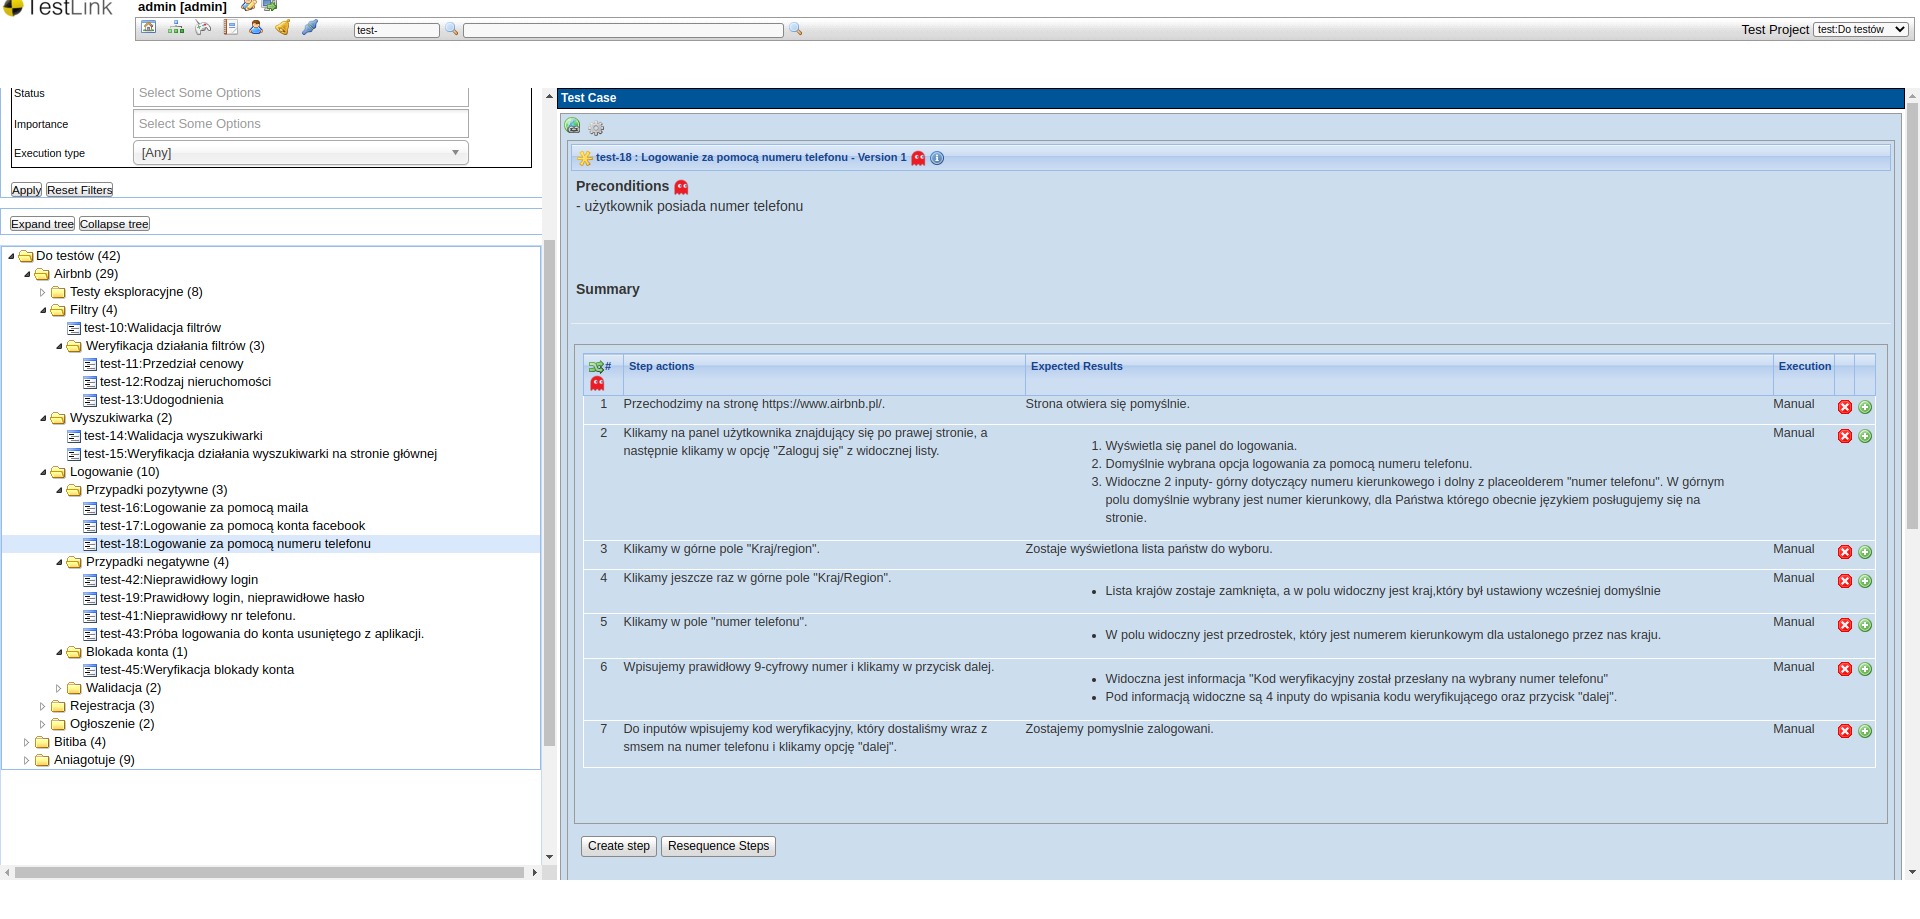 TestLink
admin [admin]
test-
Test Project test:Do testów
Status Select Some Options
Importance Select Some Options
Execution type [Any]
Apply Reset Filters
Expand tree Collapse tree
Do testów (42)
Airbnb (29)
Testy eksploracyjne (8)
Filtry (4)
test-10:Walidacja filtrów
Weryfikacja działania filtrów (3)
test-11:Przedział cenowy
test-12:Rodzaj nieruchomości
test-13:Udogodnienia
Wyszukiwarka (2)
test-14:Walidacja wyszukiwarki
test-15:Weryfikacja działania wyszukiwarki na stronie głównej
Logowanie (10)
Przypadki pozytywne (3)
test-16:Logowanie za pomocą maila
test-17:Logowanie za pomocą konta facebook
test-18:Logowanie za pomocą numeru telefonu
Przypadki negatywne (4)
test-42:Nieprawidłowy login
test-19:Prawidłowy login, nieprawidłowe hasło
test-41:Nieprawidłowy nr telefonu.
test-43:Próba logowania do konta usuniętego z aplikacji.
Blokada konta (1)
test-45:Weryfikacja blokady konta
Walidacja (2)
Rejestracja (3)
Ogłoszenie (2)
Bitiba (4)
Aniagotuje (9)
Test Case
test-18 : Logowanie za pomocą numeru telefonu - Version 1
Preconditions
- użytkownik posiada numer telefonu
Summary
# Step actions Expected Results Execution
1 Przechodzimy na stronę https://www.airbnb.pl/. Strona otwiera się pomyślnie. Manual
2 Klikamy na panel użytkownika znajdujący się po prawej stronie, a
następnie klikamy w opcję "Zaloguj się" z widocznej listy.
1. Wyświetla się panel do logowania.
2. Domyślnie wybrana opcja logowania za pomocą numeru telefonu.
3. Widoczne 2 inputy- górny dotyczący numeru kierunkowego i dolny z placeolderem "numer telefonu". W górnym
polu domyślnie wybrany jest numer kierunkowy, dla Państwa którego obecnie językiem posługujemy się na
stronie.
Manual
3 Klikamy w górne pole "Kraj/region". Zostaje wyświetlona lista państw do wyboru. Manual
4 Klikamy jeszcze raz w górne pole "Kraj/Region". Manual
• Lista krajów zostaje zamknięta, a w polu widoczny jest kraj,który był ustawiony wcześniej domyślnie
5 Klikamy w pole "numer telefonu". Manual
• W polu widoczny jest przedrostek, który jest numerem kierunkowym dla ustalonego przez nas kraju.
6 Wpisujemy prawidłowy 9-cyfrowy numer i klikamy w przycisk dalej. Manual
• Widoczna jest informacja "Kod weryfikacyjny został przesłany na wybrany numer telefonu"
• Pod informacją widoczne są 4 inputy do wpisania kodu weryfikującego oraz przycisk "dalej".
7 Do inputów wpisujemy kod weryfikacyjny, który dostaliśmy wraz z
smsem na numer telefonu i klikamy opcję "dalej".
Zostajemy pomyslnie zalogowani. Manual
Create step Resequence Steps